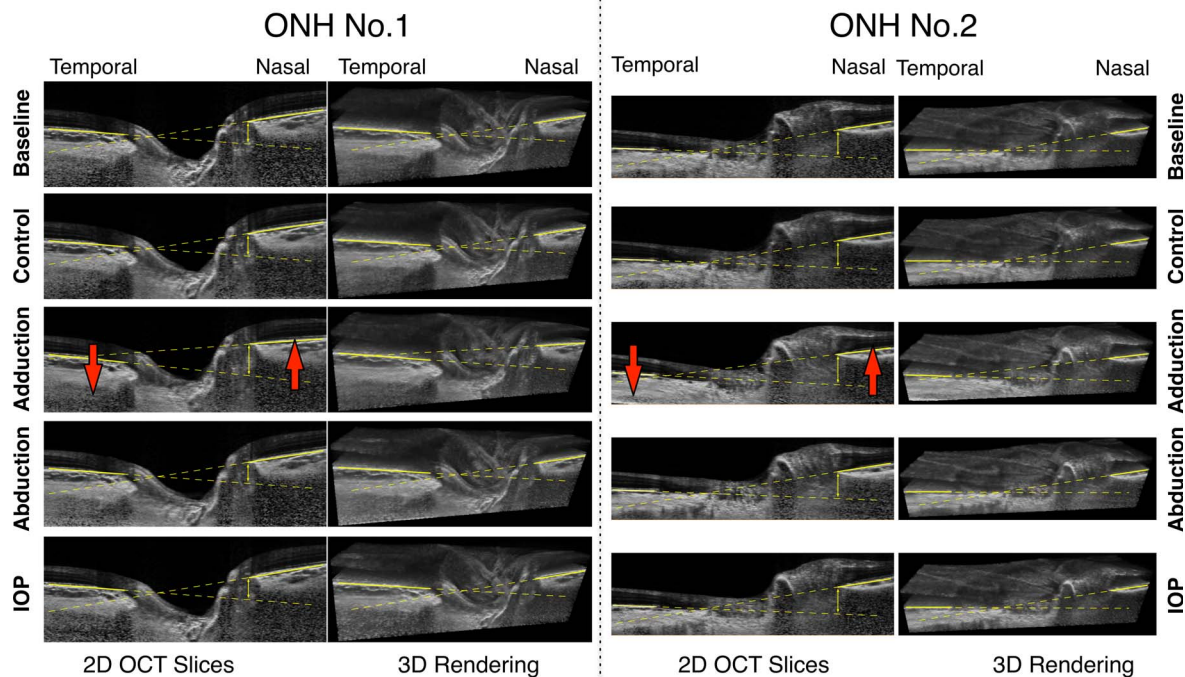 ONH No.1
ONH No.2
Temporal Nasal Temporal Nasal
Temporal Nasal Temporal Nasal
Baseline
Control
Adduction
Abduction
IOP
Baseline
Control
Adduction
Abduction
IOP
2D OCT Slices 3D Rendering
2D OCT Slices 3D Rendering